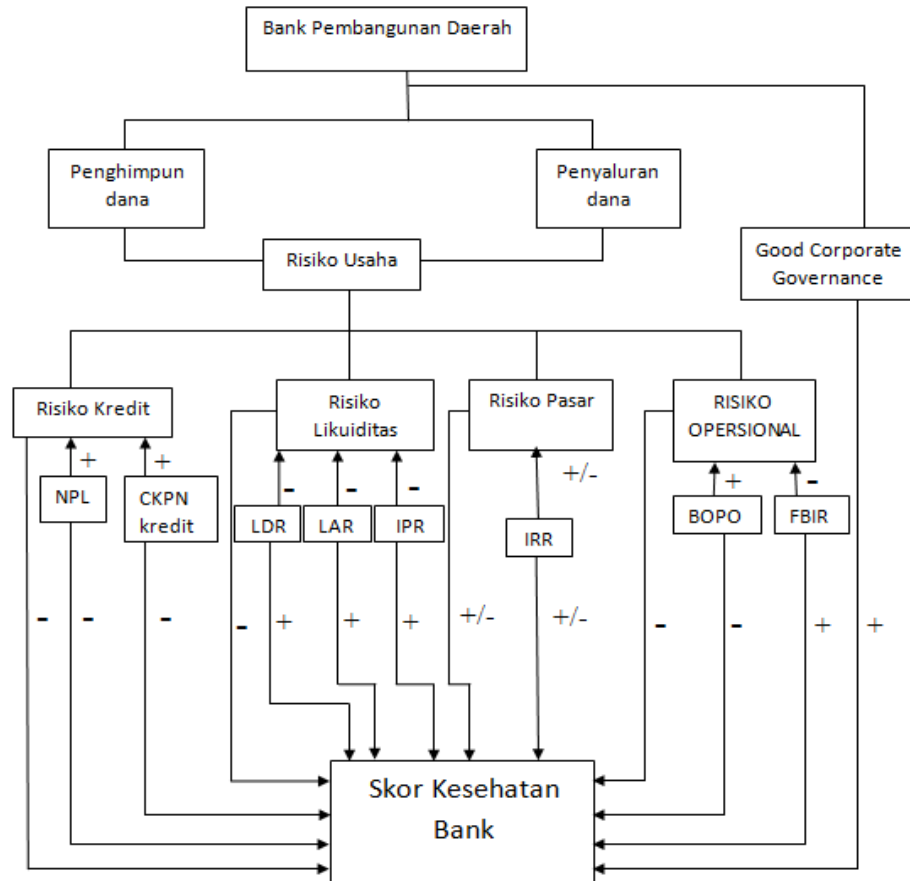 Bank Pembangunan Daerah
Penghimpun
dana
Penyaluran
dana
Risiko Usaha
Good Corporate
Governance
Risiko Kredit
Risiko
Likuiditas
Risiko Pasar
RISIKO
OPERSIONAL
+
+
-
-
-
+/-
+
-
NPL
CKPN
kredit
LDR
LAR
IPR
IRR
BOPO
FBIR
-
-
-
-
+
+
+
+/-
+/-
-
-
+
+
Skor Kesehatan
Bank